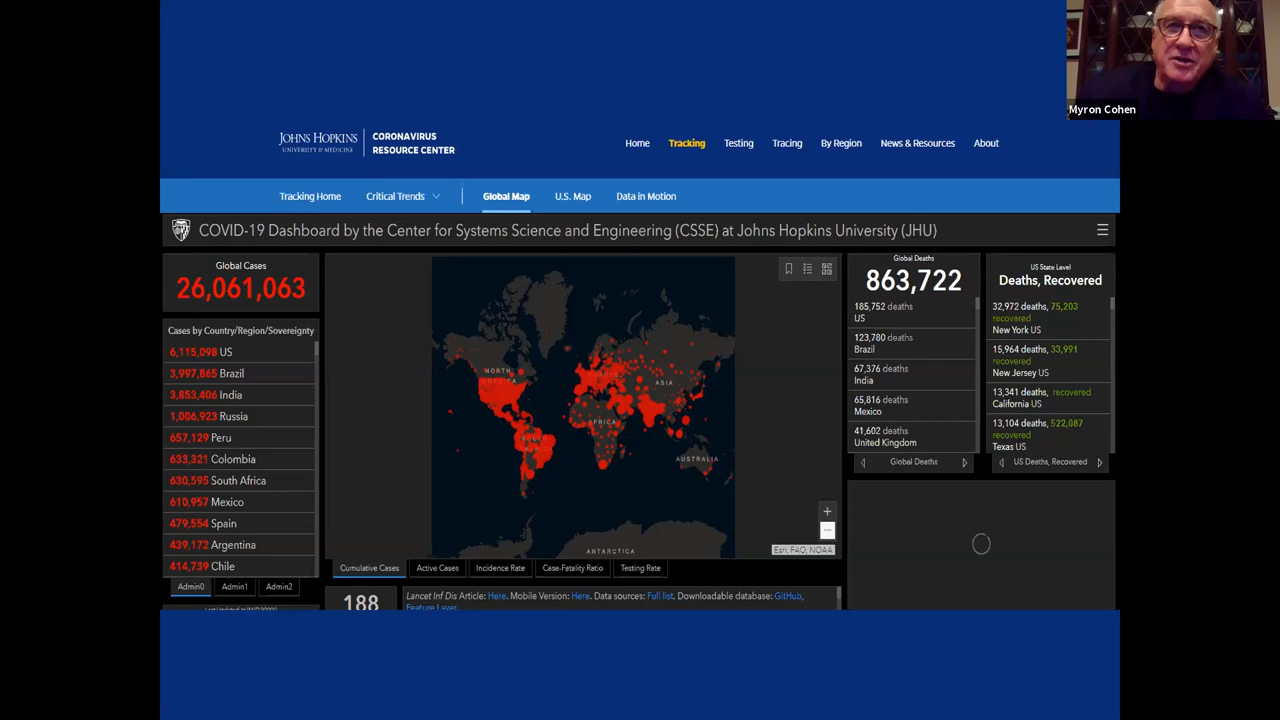 Myron Cohen
JOHNS HOPKINS
UNIVERSITY & MEDICINE
CORONAVIRUS
RESOURCE CENTER
Home
Tracking
Testing
Tracing
By Region
News & Resources
About
Tracking Home
Critical Trends
Global Map
U.S. Map
Data in Motion
COVID-19 Dashboard by the Center for Systems Science and Engineering (CSSE) at Johns Hopkins University (JHU)
Global Cases
26,061,063
Cases by Country/Region/Sovereignty
6,115,098 US
3,997,865 Brazil
3,853,406 India
1,006,923 Russia
657,129 Peru
633,321 Colombia
630,595 South Africa
610,957 Mexico
479,554 Spain
439,172 Argentina
414,739 Chile
Admin0
Admin1
Admin2
NORTH
AMERICA
ASIA
AFRICA
AUSTRALIA
ANTARCTICA
+
Esri, FAO, NOAA
Cumulative Cases
Active Cases
Incidence Rate
Case-Fatality Ratio
Testing Rate
188
Lancet Inf Dis Article: Here. Mobile Version: Here. Data sources: Full list. Downloadable database: GitHub,
Feature Layer.
Global Deaths
863,722
185,752 deaths
US
123,780 deaths
Brazil
67,376 deaths
India
65,816 deaths
Mexico
41,602 deaths
United Kingdom
Global Deaths
US State Level
Deaths, Recovered
32,972 deaths, 75,203
recovered
New York US
15,964 deaths, 33,991
recovered
New Jersey US
13,341 deaths, recovered
California US
13,104 deaths, 522,087
recovered
Texas US
US Deaths, Recovered